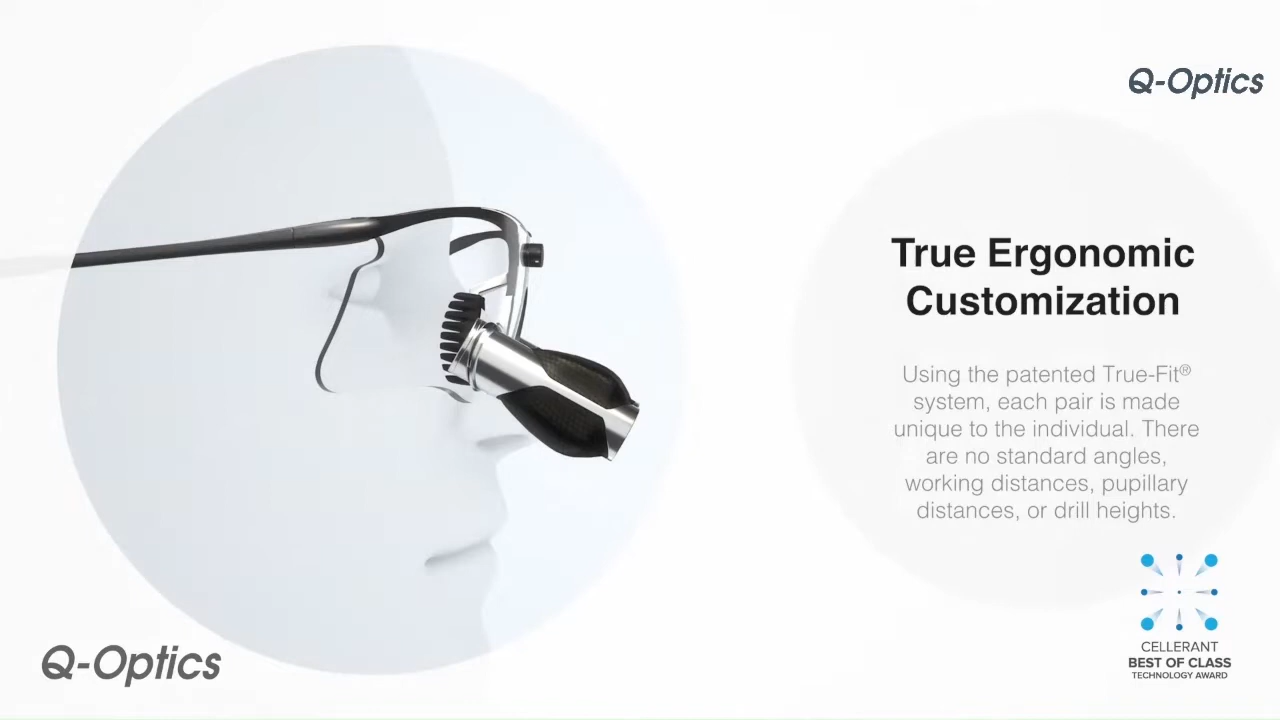 Q-Optics
True Ergonomic
Customization
Using the patented True-Fit®
system, each pair is made
unique to the individual. There
are no standard angles,
working distances, pupillary
distances, or drill heights.
CELLERANT
BEST OF CLASS
TECHNOLOGY AWARD
Q-Optics